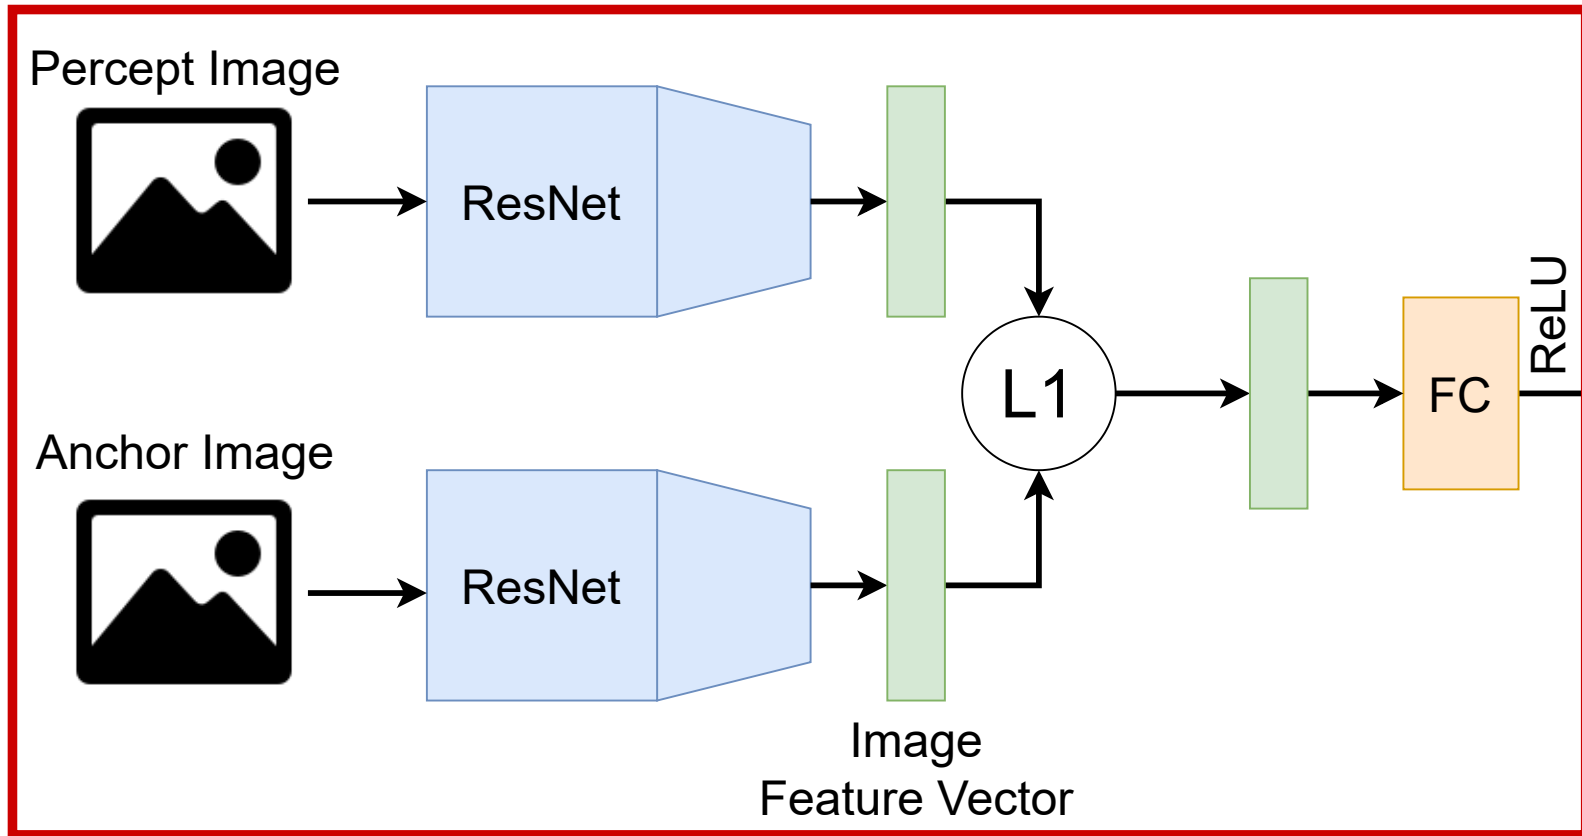 Percept Image
ResNet
L1
ReLU
FC
Anchor Image
ResNet
Image
Feature Vector